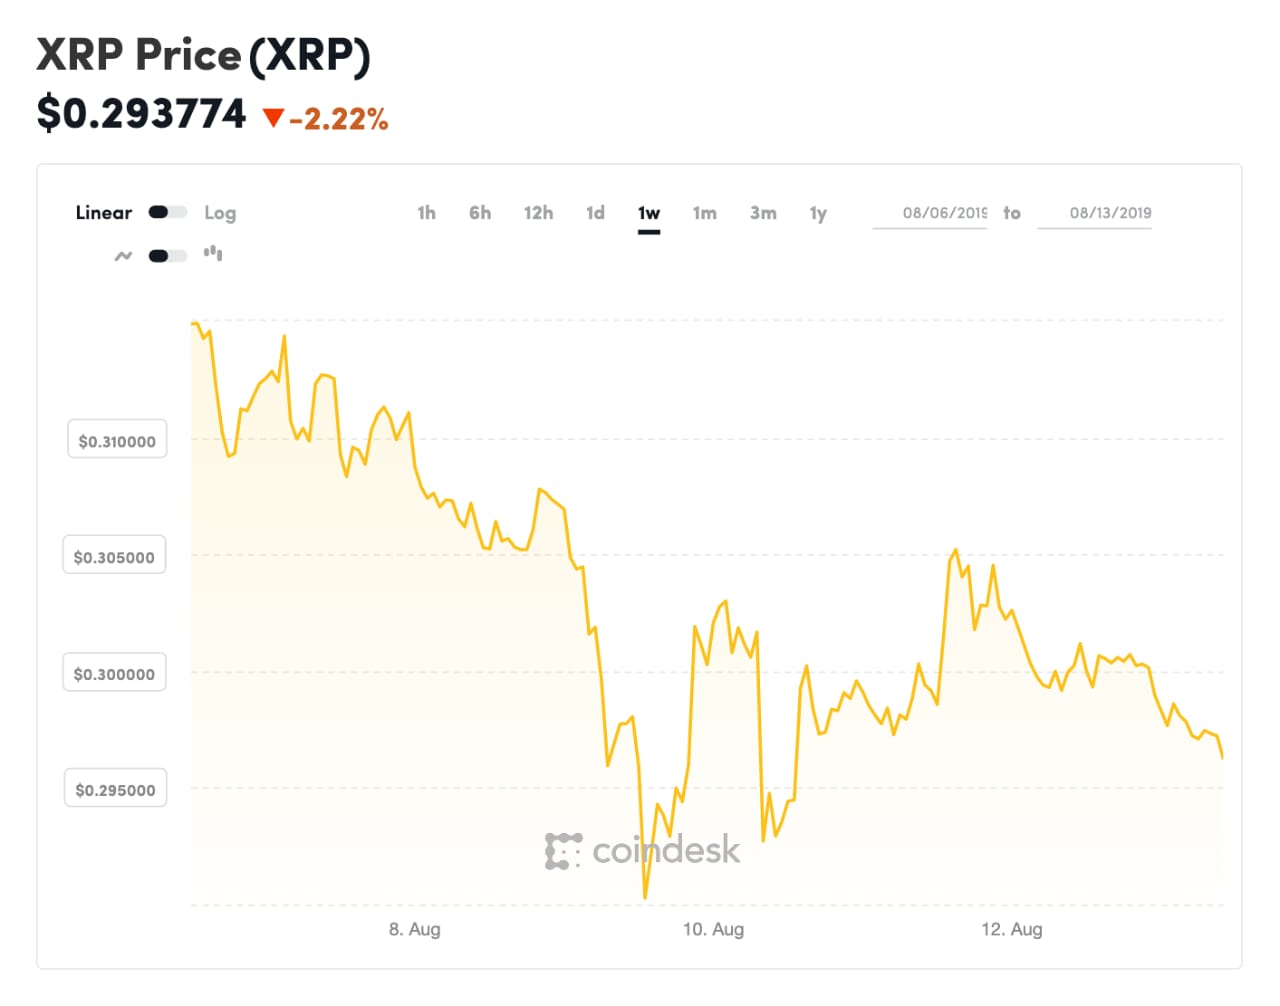 XRP Price (XRP)
$0.293774 ▼-2.22%
Linear Log 1h 6h 12h 1d 1w 1m 3m 1y 08/06/2019 to 08/13/2019
$0.310000
$0.305000
$0.300000
$0.295000
coindesk
8. Aug 10. Aug 12. Aug